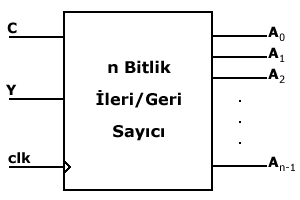 C
Y
clk
n Bitlik
İleri/Geri
Sayıcı
A0
A1
A2
An-1